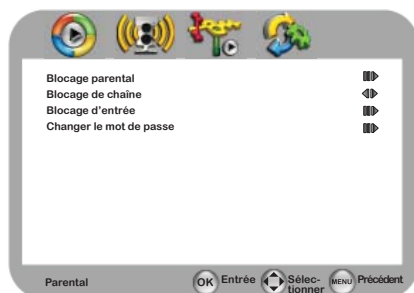 Blocage parental
Blocage de chaîne
Blocage d'entrée
Changer le mot de passe
Parental
OK Entrée
Sélec-
tionner
MENU Précédent